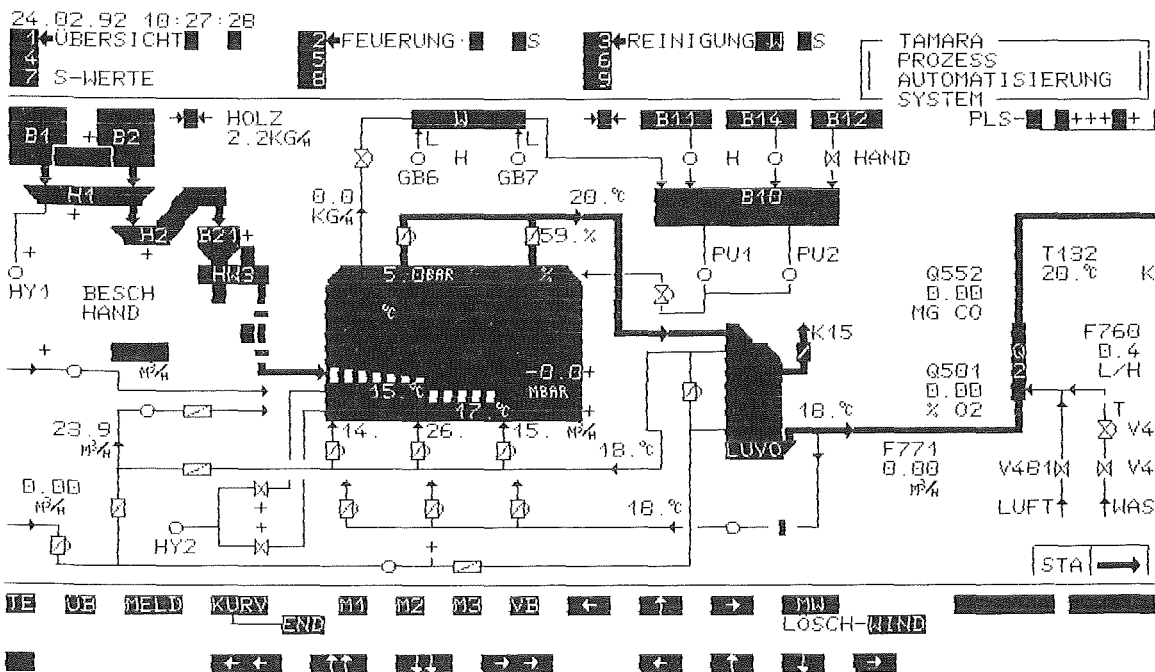 24.02.92 10:27:28
1 ÜBERSICHT 2 FEUERUNG S 3 REINIGUNG W S TAMARA
4 5 6 PROZESS
7 S-WERTE 8 9 AUTOMATISIERUNG
SYSTEM
B1 B2 HOLZ W B11 B14 B12 PLS- +++ +
+ 2.2KG/H
L L H H HAND
GB6 GB7
H1 0.0 20.°C B10
+ KG/H
H2 B21 + 59.% PU1 PU2 T132
+ + HW3 5.0BAR % Q552 20.°C K
HY1 BESCH 0.00
HAND °C MG CO
K15 F760
+ -0.0+ Q2 0.4
M³/H 15.°C MBAR Q501 L/H
17.°C 0.00
+ 18.°C % O2 T
23.9 14. 26. 15. M³/H V4
M³/H 18.°C LUVO F771
0.00 0.00 V481 V4
M³/H M³/H
+ 18.°C LUFT WAS
+
HY2 +
STA
TE ÜB MELD KURV M1 M2 M3 VB ← ↑ → MW
END LÖSCH-WIND
← ← ↑↑ ↓↓ → → ← ↑ ↓ →